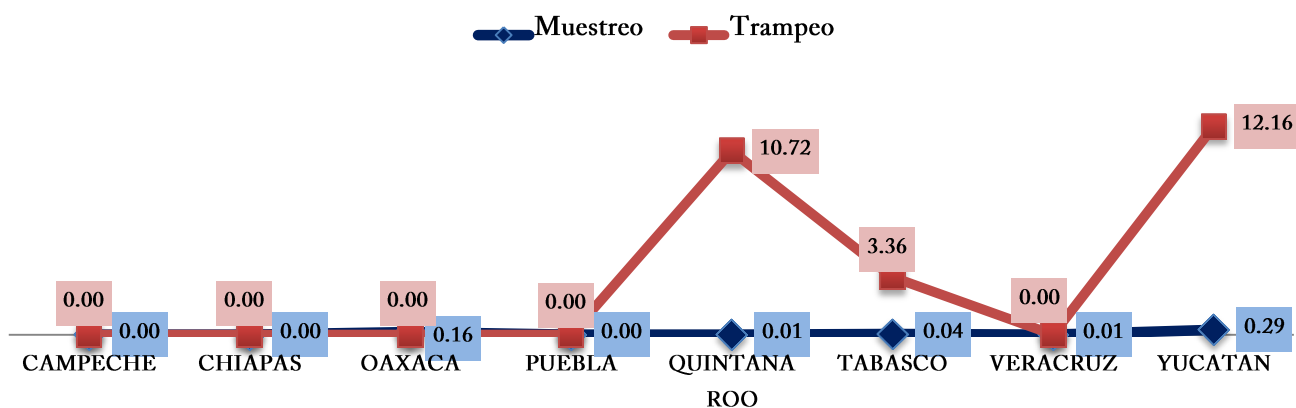 Muestreo Trampeo
12.16
10.72
3.36
0.00 0.00 0.00 0.00 0.00
0.00 0.00 0.16 0.00 0.01 0.04 0.01 0.29
CAMPECHE CHIAPAS OAXACA PUEBLA QUINTANA TABASCO VERACRUZ YUCATAN
ROO